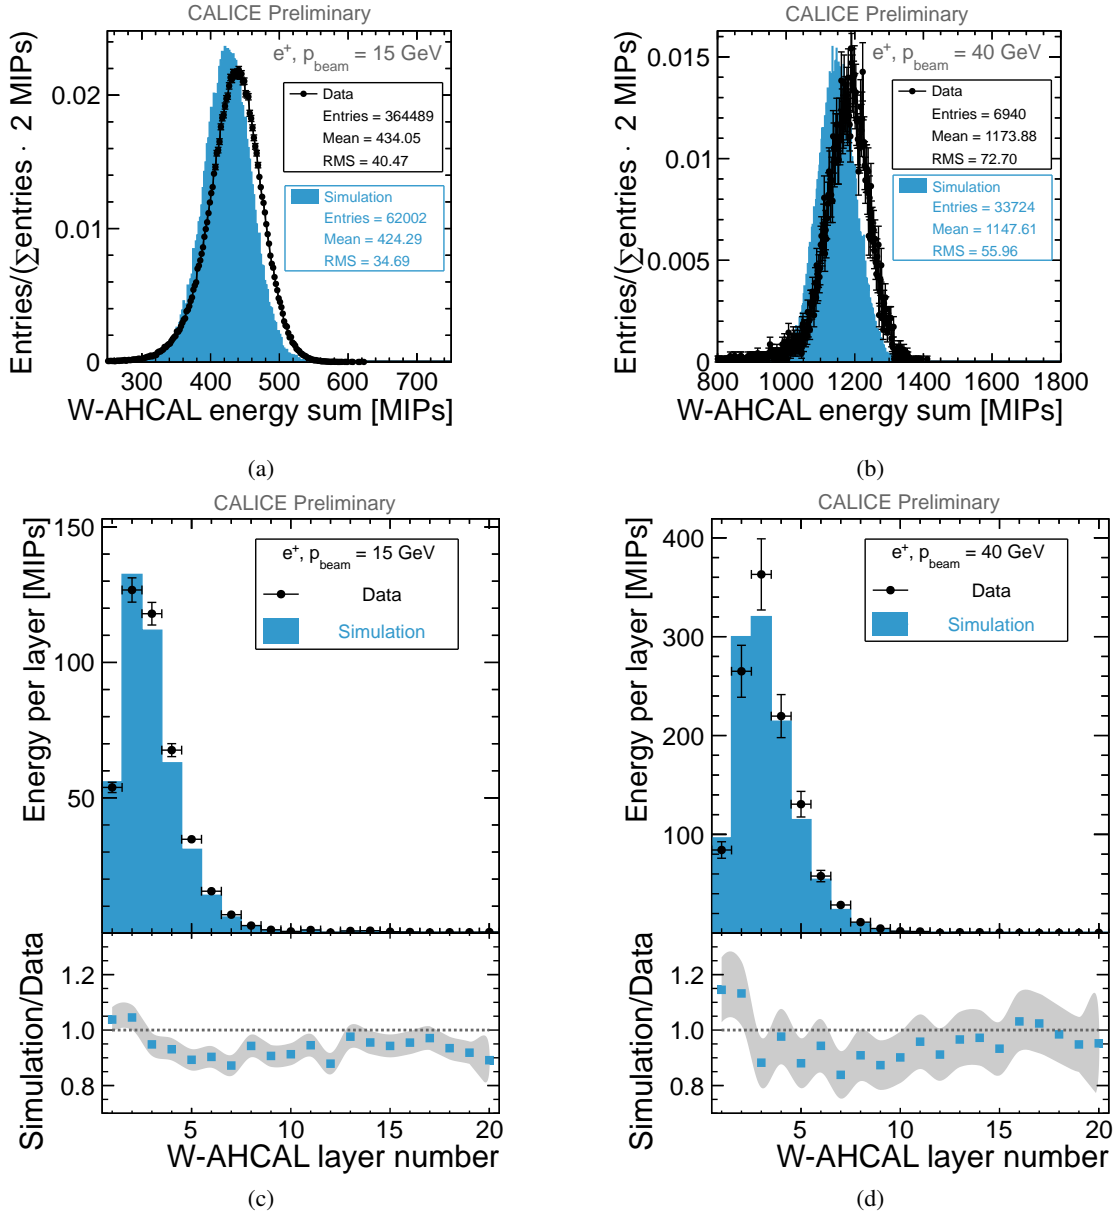 CALICE Preliminary
e⁺, p_beam = 15 GeV
Data
Entries = 364489
Mean = 434.05
RMS = 40.47
Simulation
Entries = 62002
Mean = 424.29
RMS = 34.69
Entries/(∑entries · 2 MIPs)
0.02
0.01
0
300 400 500 600 700
W-AHCAL energy sum [MIPs]
(a)
CALICE Preliminary
e⁺, p_beam = 40 GeV
Data
Entries = 6940
Mean = 1173.88
RMS = 72.70
Simulation
Entries = 33724
Mean = 1147.61
RMS = 55.96
Entries/(∑entries · 2 MIPs)
0.015
0.01
0.005
0
800 1000 1200 1400 1600 1800
W-AHCAL energy sum [MIPs]
(b)
CALICE Preliminary
e⁺, p_beam = 15 GeV
Data
Simulation
Energy per layer [MIPs]
150
100
50
Simulation/Data
1.2
1.0
0.8
5 10 15 20
W-AHCAL layer number
(c)
CALICE Preliminary
e⁺, p_beam = 40 GeV
Data
Simulation
Energy per layer [MIPs]
400
300
200
100
Simulation/Data
1.2
1.0
0.8
5 10 15 20
W-AHCAL layer number
(d)